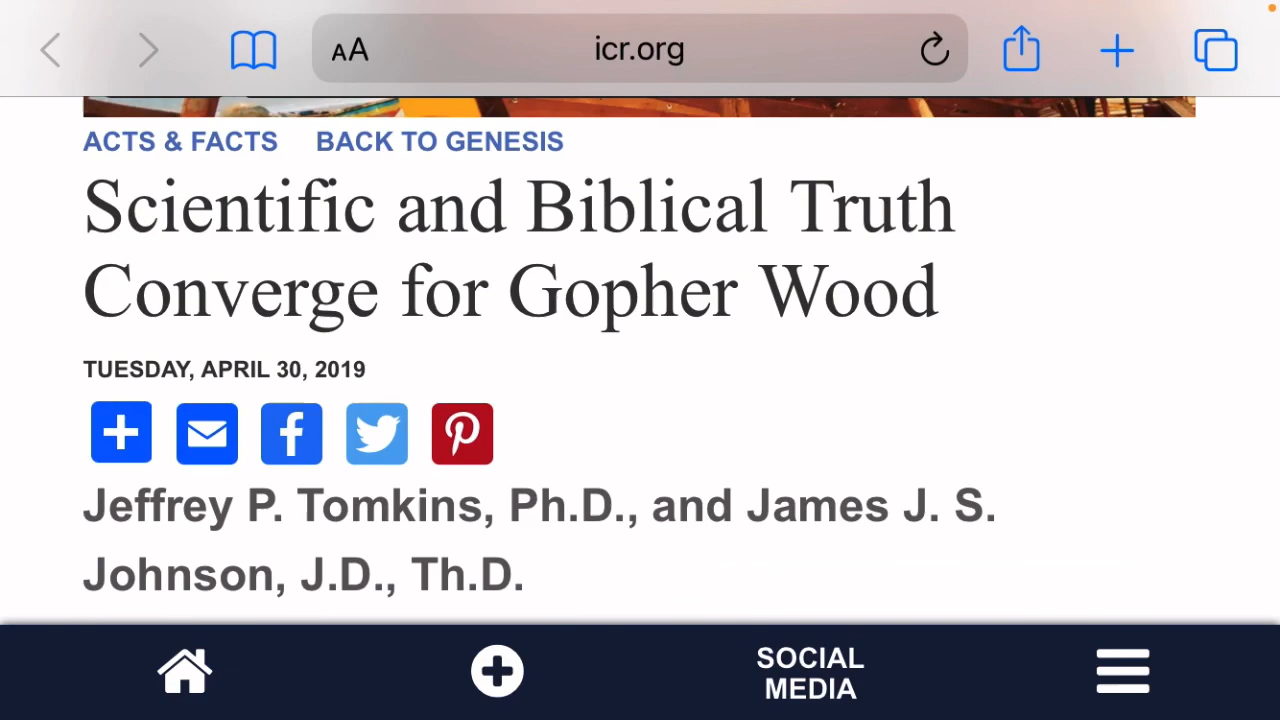 AA icr.org
ACTS & FACTS BACK TO GENESIS
Scientific and Biblical Truth
Converge for Gopher Wood
TUESDAY, APRIL 30, 2019
Jeffrey P. Tomkins, Ph.D., and James J. S.
Johnson, J.D., Th.D.
SOCIAL
MEDIA